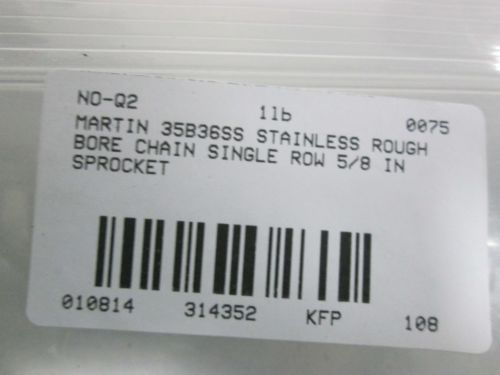 NO-Q2 1lb 0075
MARTIN 35B36SS STAINLESS ROUGH
BORE CHAIN SINGLE ROW 5/8 IN
SPROCKET
010814 314352 KFP 108